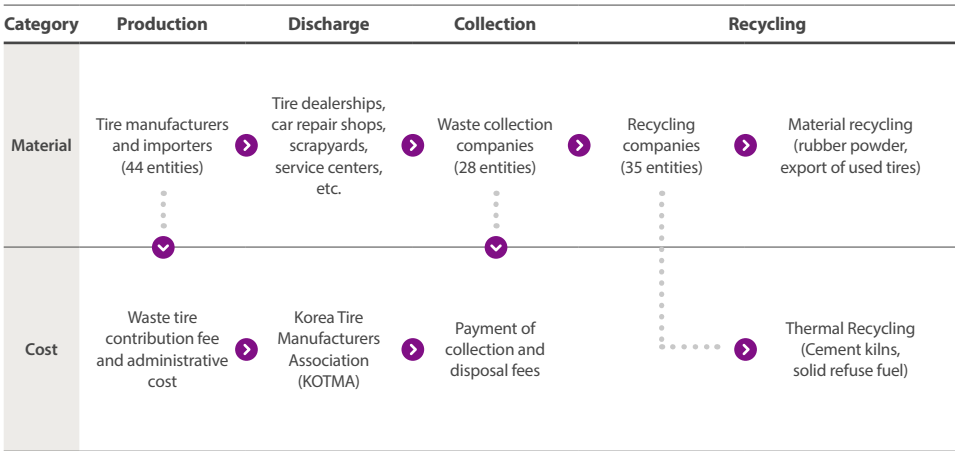 Category Production Discharge Collection Recycling
Material
Tire manufacturers
and importers
(44 entities)
Tire dealerships,
car repair shops,
scrapyards,
service centers,
etc.
Waste collection
companies
(28 entities)
Recycling
companies
(35 entities)
Material recycling
(rubber powder,
export of used tires)
Cost
Waste tire
contribution fee
and administrative
cost
Korea Tire
Manufacturers
Association
(KOTMA)
Payment of
collection and
disposal fees
Thermal Recycling
(Cement kilns,
solid refuse fuel)